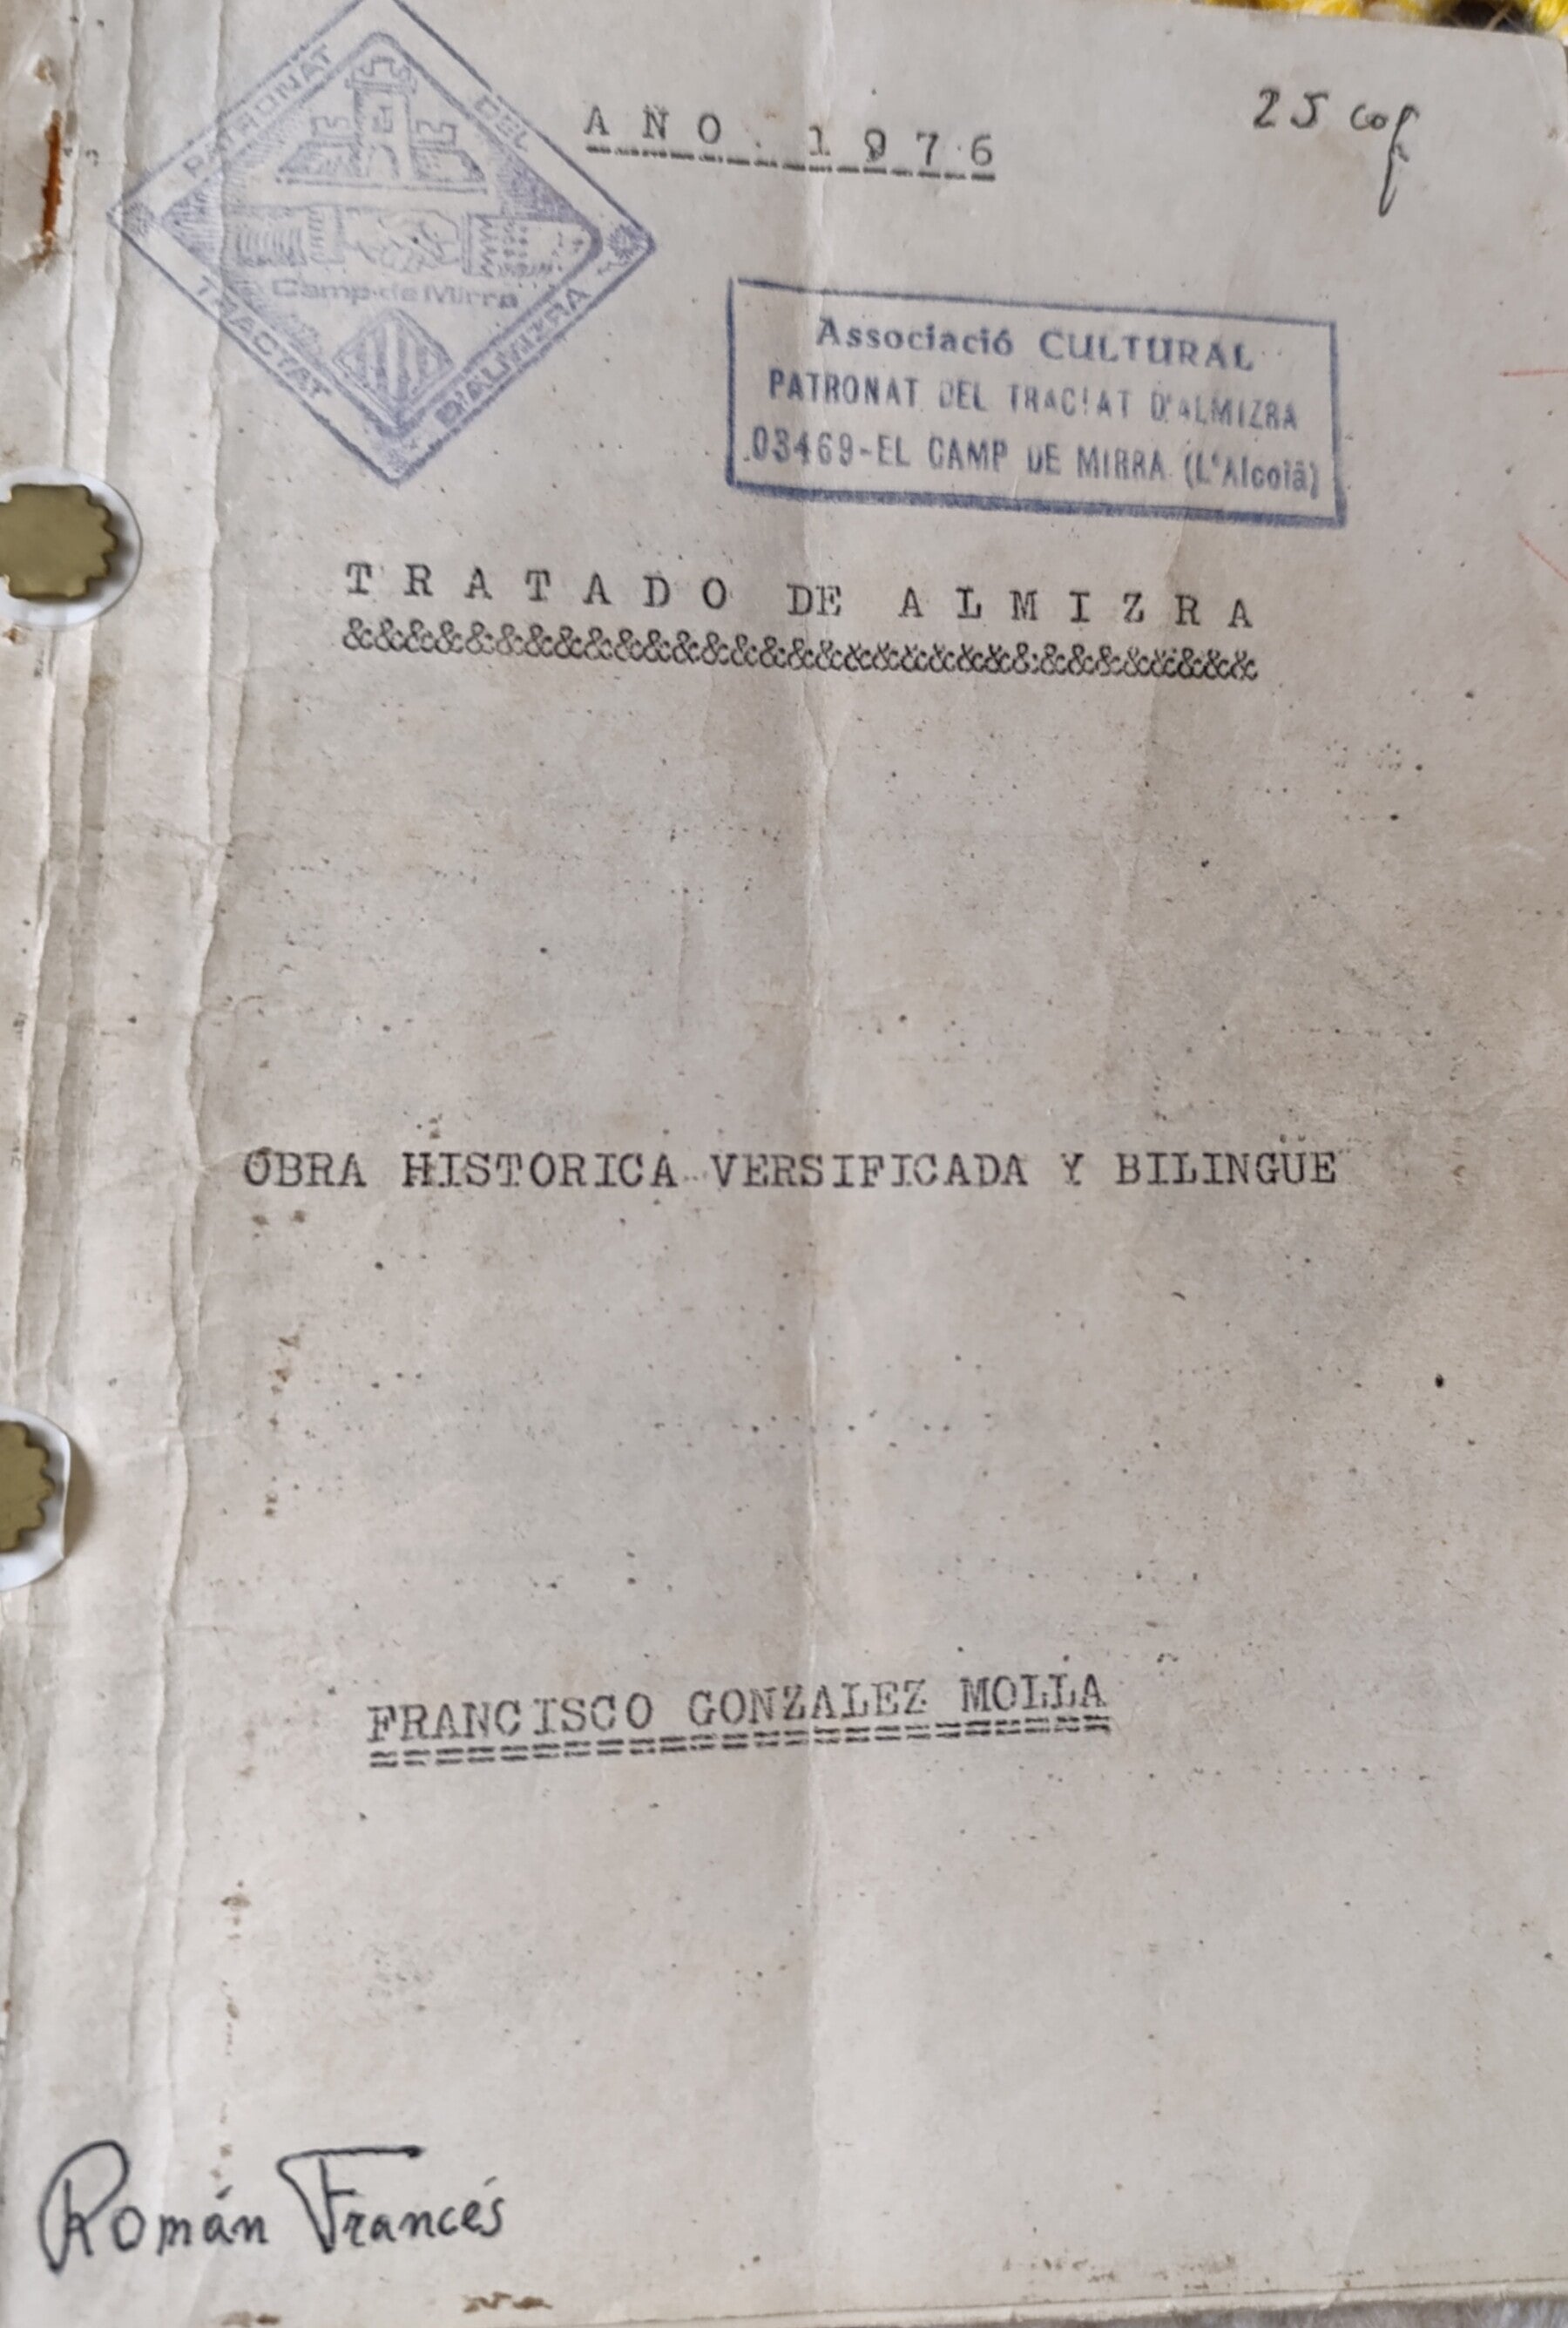 PATRONAT DEL
TRACTAT D'ALMIZRA
Camp de Mirra
AÑO 1976
25 cop
Associació CULTURAL
PATRONAT DEL TRACTAT D'ALMIZRA
03469-EL CAMP DE MIRRA (L'Alcoià)
TRATADO DE ALMIZRA
&&&&&&&&&&&&&&&&&&&&&&&&&&&&&&&
OBRA HISTORICA VERSIFICADA Y BILINGÜE
FRANCISCO GONZALEZ MOLLA
Román Francés